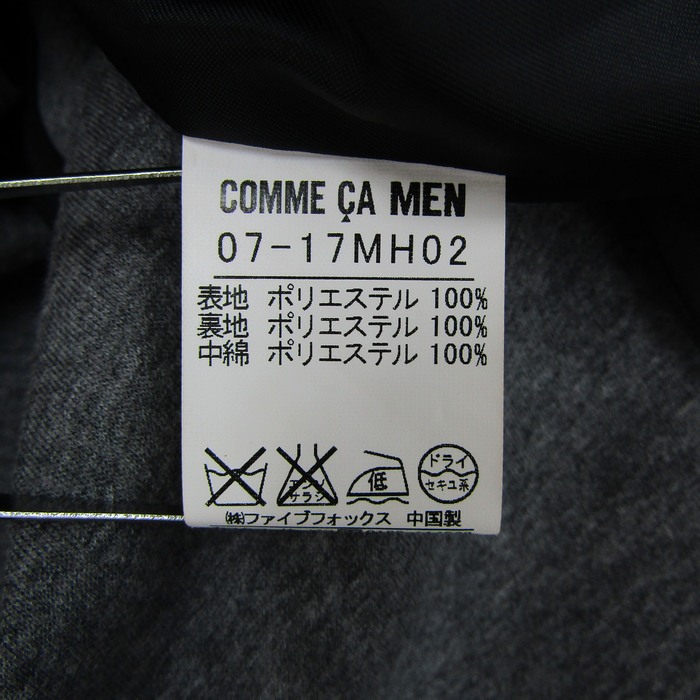 COMME ÇA MEN
07-17MH02
表地 ポリエステル 100%
裏地 ポリエステル 100%
中綿 ポリエステル 100%
エンソサラシ
低
ドライ
セキユ系
㈱ファイブフォックス 中国製